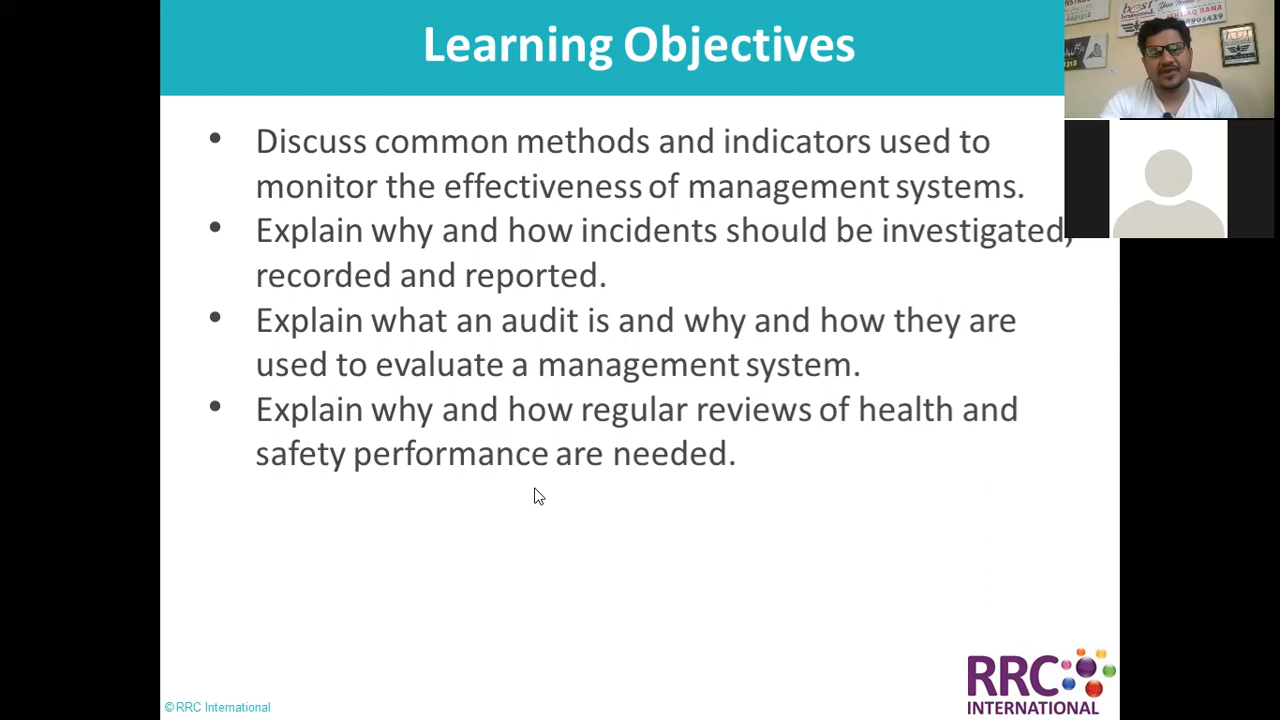 Learning Objectives
• Discuss common methods and indicators used to
monitor the effectiveness of management systems.
• Explain why and how incidents should be investigated,
recorded and reported.
• Explain what an audit is and why and how they are
used to evaluate a management system.
• Explain why and how regular reviews of health and
safety performance are needed.
RRC
INTERNATIONAL
©RRC International
best